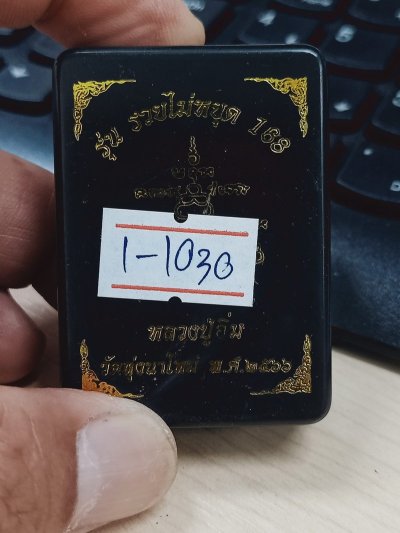 รุ่น รวยไม่หยุด 168
1-1030
หลวงปู่อิ่ม
วัดทุ่งนาใหม่ พ.ศ.๒๕๖๖